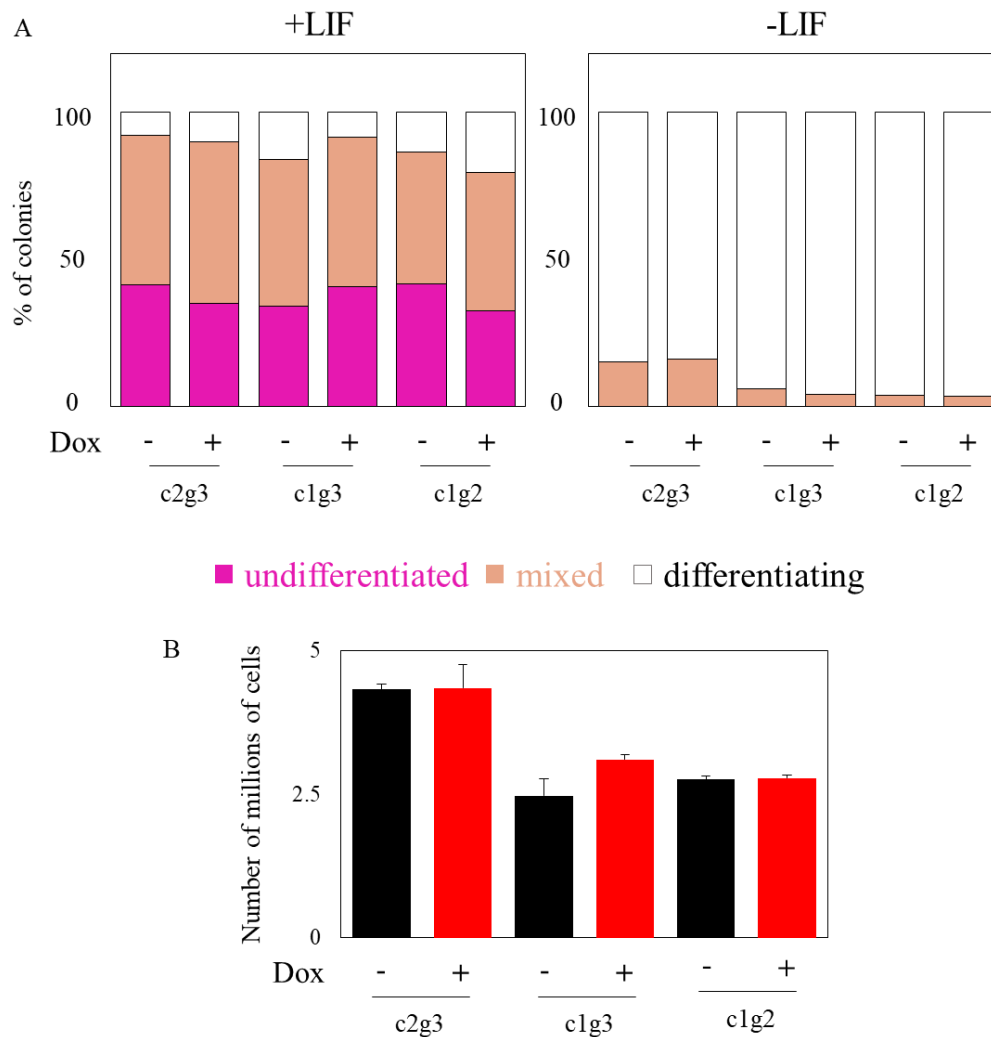 A
+LIF
-LIF
% of colonies
100
50
0
100
50
0
Dox - + - + - + - + - + - +
c2g3 c1g3 c1g2 c2g3 c1g3 c1g2
undifferentiated mixed differentiating
B
Number of millions of cells
5
2.5
0
Dox - + - + - +
c2g3 c1g3 c1g2